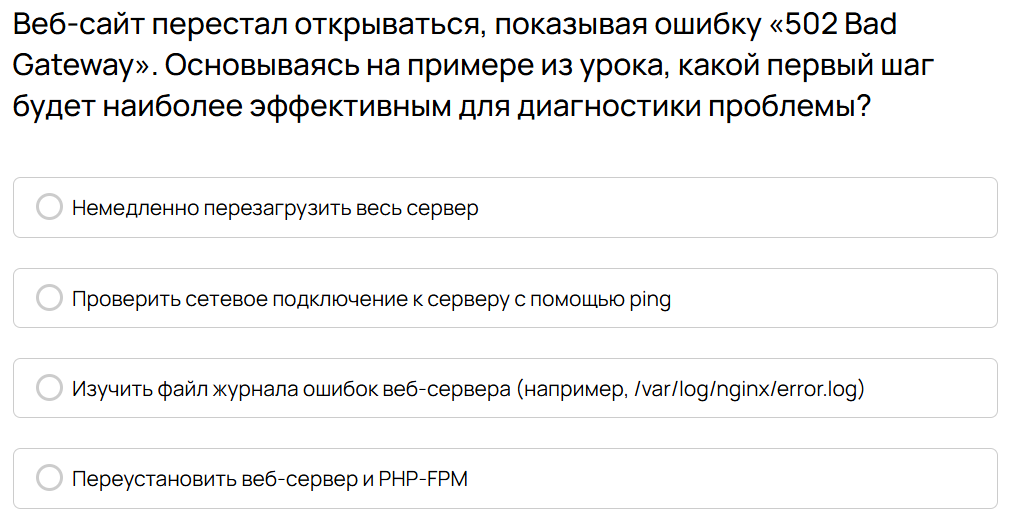 Веб-сайт перестал открываться, показывая ошибку «502 Bad
Gateway». Основываясь на примере из урока, какой первый шаг
будет наиболее эффективным для диагностики проблемы?
Немедленно перезагрузить весь сервер
Проверить сетевое подключение к серверу с помощью ping
Изучить файл журнала ошибок веб-сервера (например, /var/log/nginx/error.log)
Переустановить веб-сервер и PHP-FPM